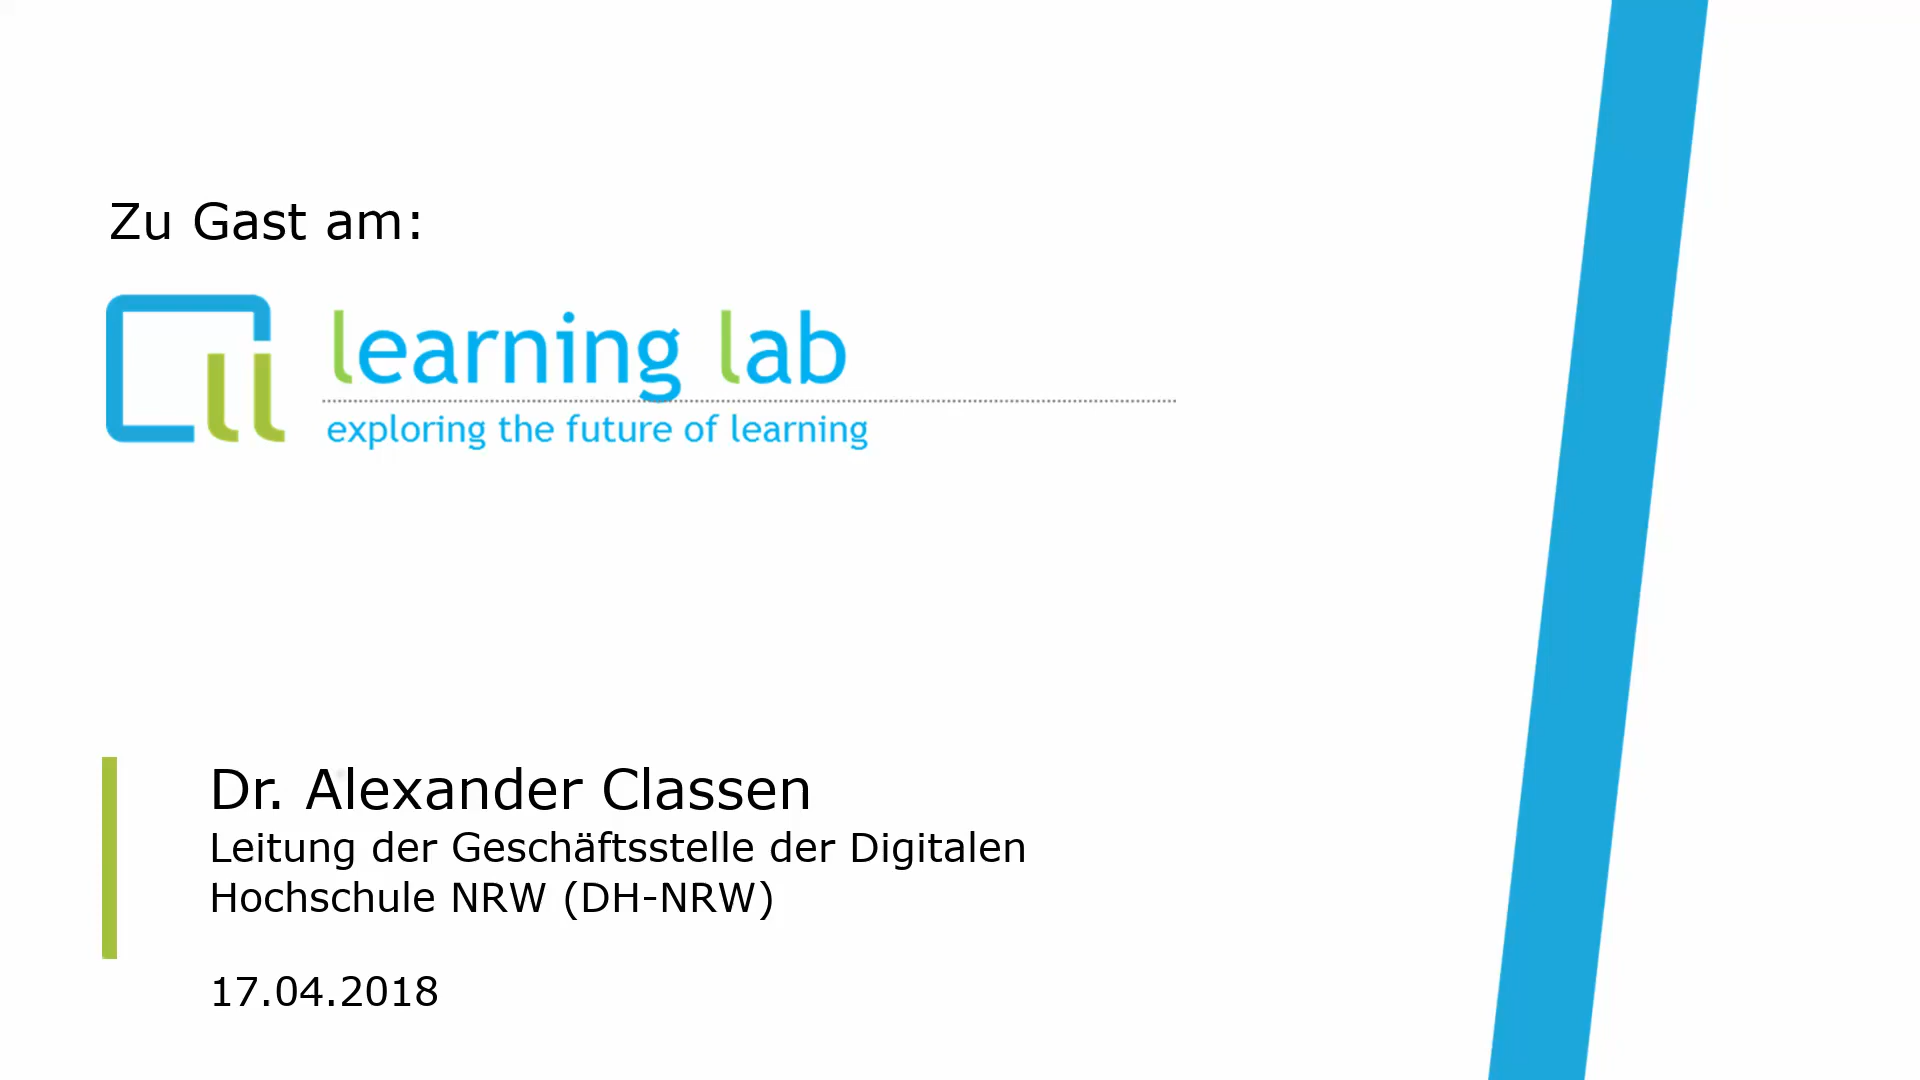 Zu Gast am:
learning lab
exploring the future of learning
Dr. Alexander Classen
Leitung der Geschäftsstelle der Digitalen
Hochschule NRW (DH-NRW)
17.04.2018